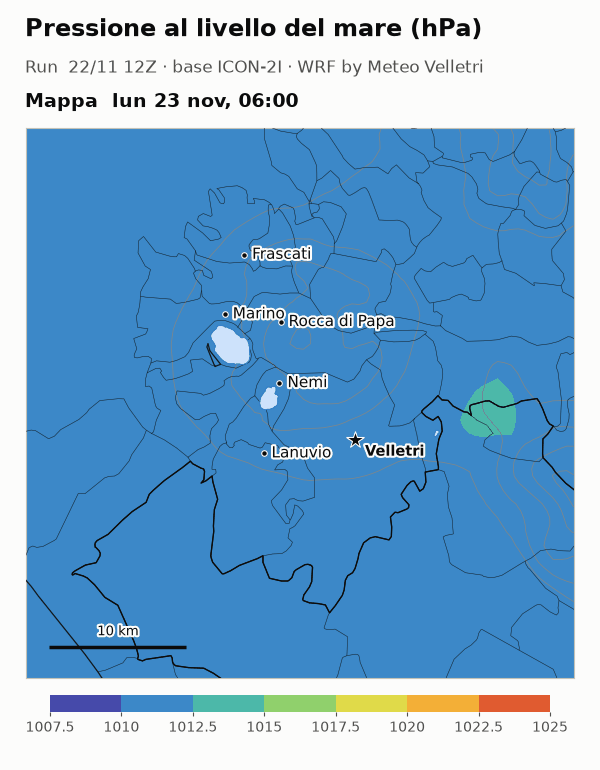 Pressione al livello del mare (hPa)
Run  22/11 12Z · base ICON-2I · WRF by Meteo Velletri
Mappa  lun 23 nov, 06:00
Frascati
Marino
Rocca di Papa
Nemi
Velletri
Lanuvio
10 km
1007.5 1010 1012.5 1015 1017.5 1020 1022.5 1025